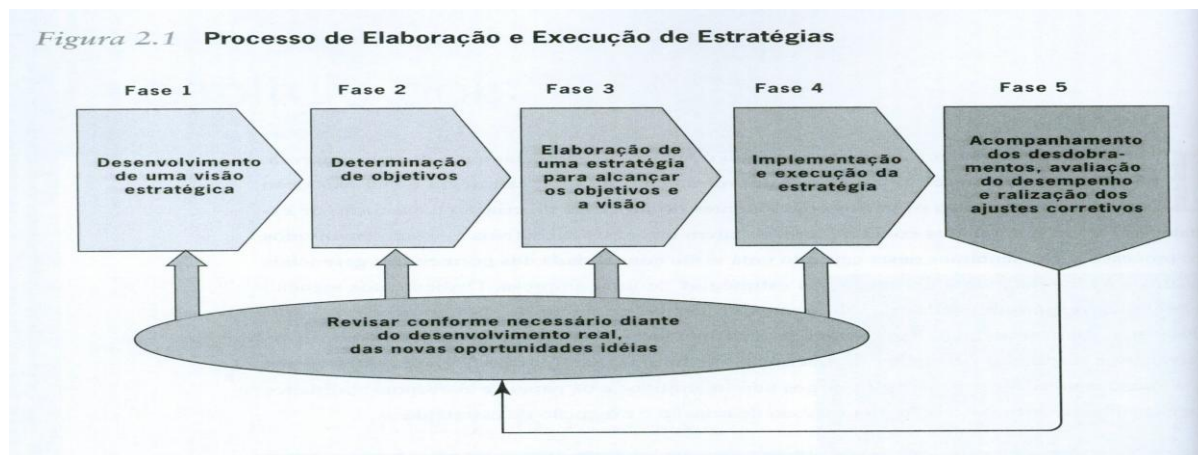 Figura 2.1 Processo de Elaboração e Execução de Estratégias
Fase 1
Desenvolvimento
de uma visão
estratégica
Fase 2
Determinação
de objetivos
Fase 3
Elaboração de
uma estratégia
para alcançar
os objetivos e
a visão
Fase 4
Implementação
e execução da
estratégia
Fase 5
Acompanhamento
dos desdobra-
mentos, avaliação
do desempenho
e ralização dos
ajustes corretivos
Revisar conforme necessário diante
do desenvolvimento real,
das novas oportunidades idéias